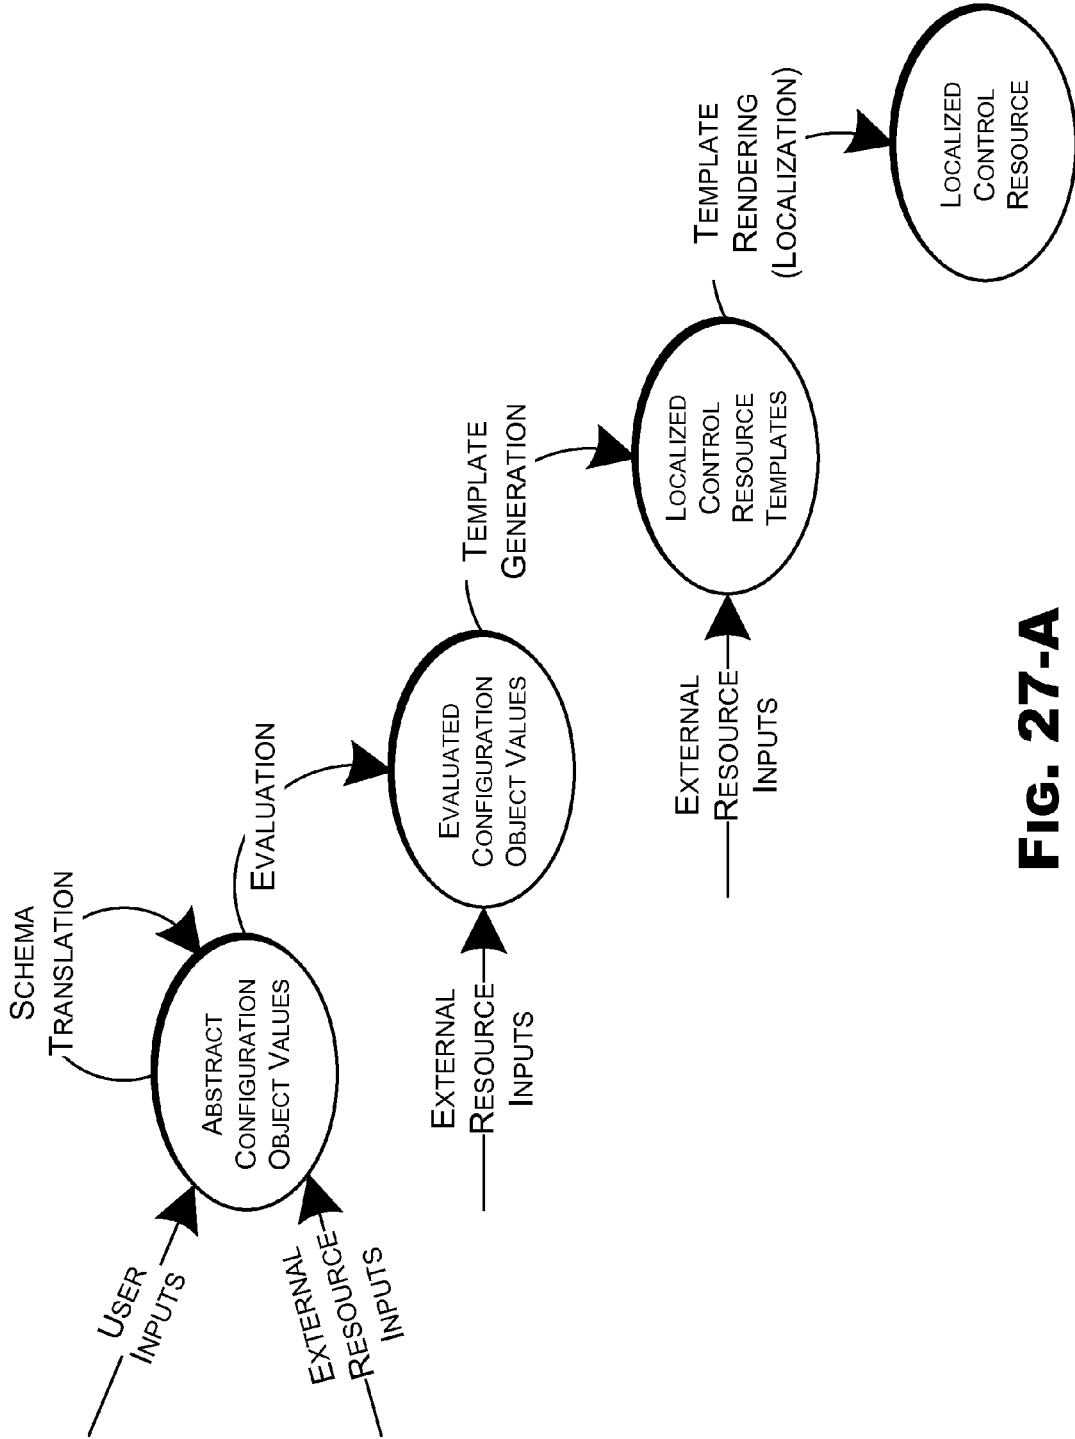 SCHEMA
TRANSLATION
USER
INPUTS
ABSTRACT
CONFIGURATION
OBJECT VALUES
EXTERNAL
RESOURCE
INPUTS
EVALUATION
EXTERNAL
RESOURCE
INPUTS
EVALUATED
CONFIGURATION
OBJECT VALUES
TEMPLATE
GENERATION
EXTERNAL
RESOURCE
INPUTS
LOCALIZED
CONTROL
RESOURCE
TEMPLATES
TEMPLATE
RENDERING
(LOCALIZATION)
LOCALIZED
CONTROL
RESOURCE
FIG. 27-A